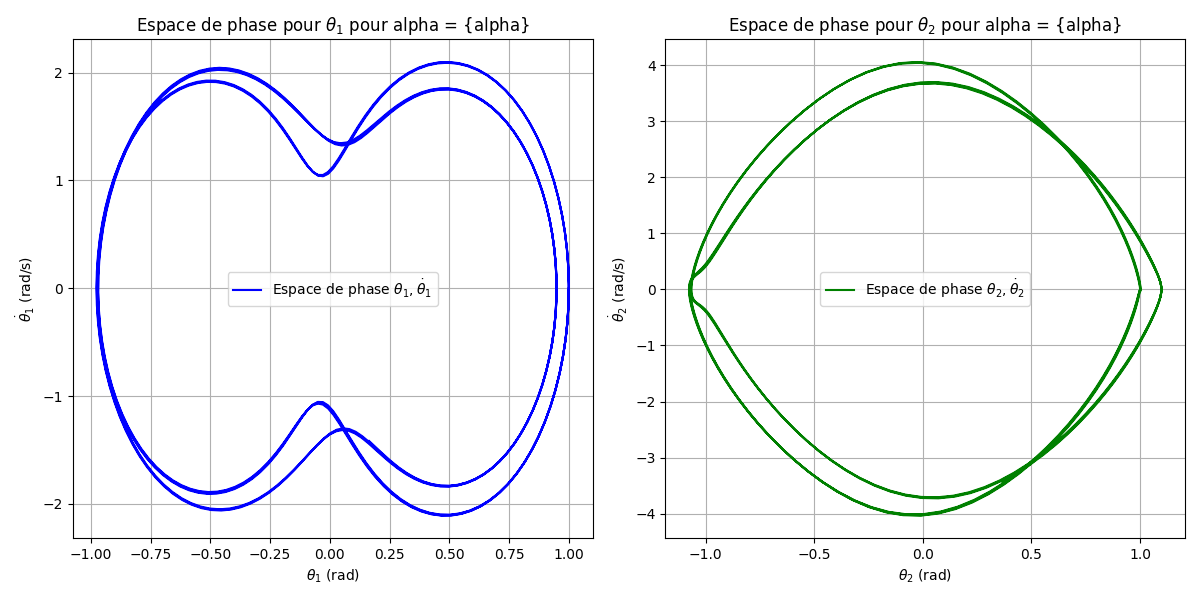 Espace de phase pour θ₁ pour alpha = {alpha}
2
1
0
−1
−2
θ̇₁ (rad/s)
Espace de phase θ₁, θ̇₁
−1.00 −0.75 −0.50 −0.25 0.00 0.25 0.50 0.75 1.00
θ₁ (rad)
Espace de phase pour θ₂ pour alpha = {alpha}
4
3
2
1
0
−1
−2
−3
−4
θ̇₂ (rad/s)
Espace de phase θ₂, θ̇₂
−1.0 −0.5 0.0 0.5 1.0
θ₂ (rad)